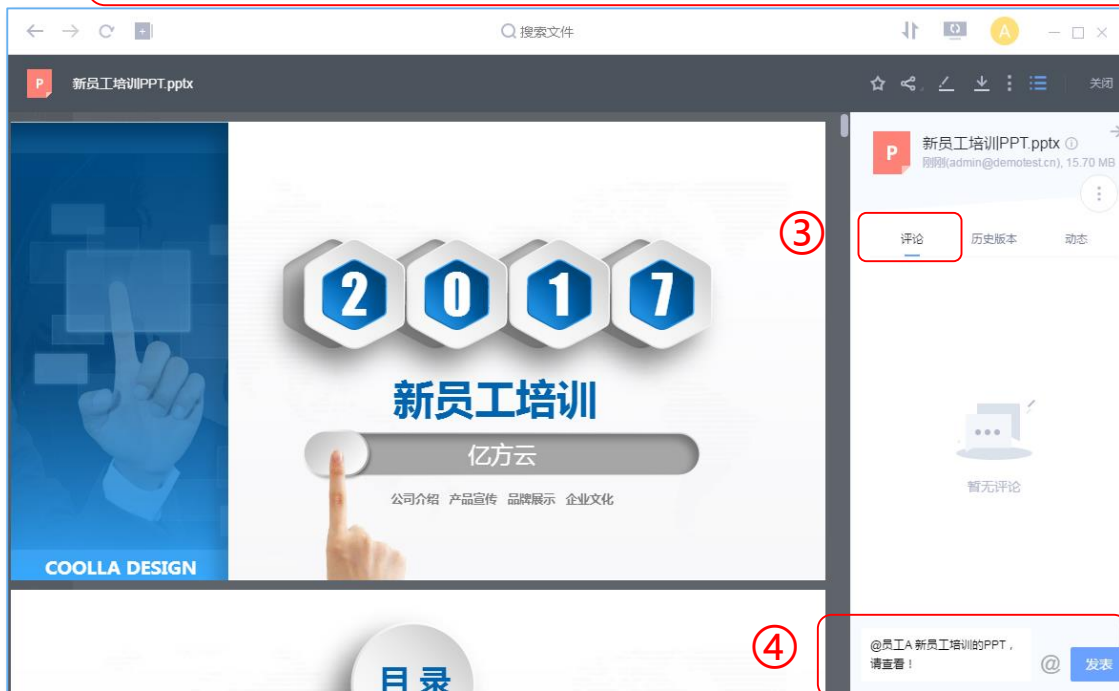 搜索文件
A
P 新员工培训PPT.pptx
关闭
2017
新员工培训
亿方云
公司介绍 产品宣传 品牌展示 企业文化
COOLLA DESIGN
目录
P
新员工培训PPT.pptx
刚刚(admin@demotest.cn), 15.70 MB
③
评论 历史版本 动态
暂无评论
④
@员工A 新员工培训的PPT，
请查看！
@ 发表